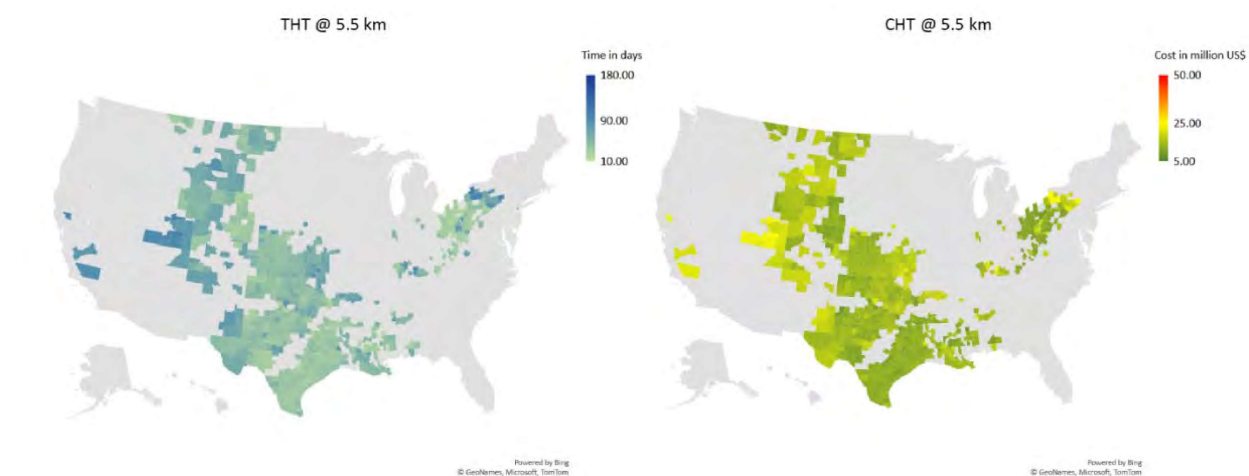 THT @ 5.5 km
Time in days
180.00
90.00
10.00
Powered by Bing
© GeoNames, Microsoft, TomTom
CHT @ 5.5 km
Cost in million US$
50.00
25.00
5.00
Powered by Bing
© GeoNames, Microsoft, TomTom